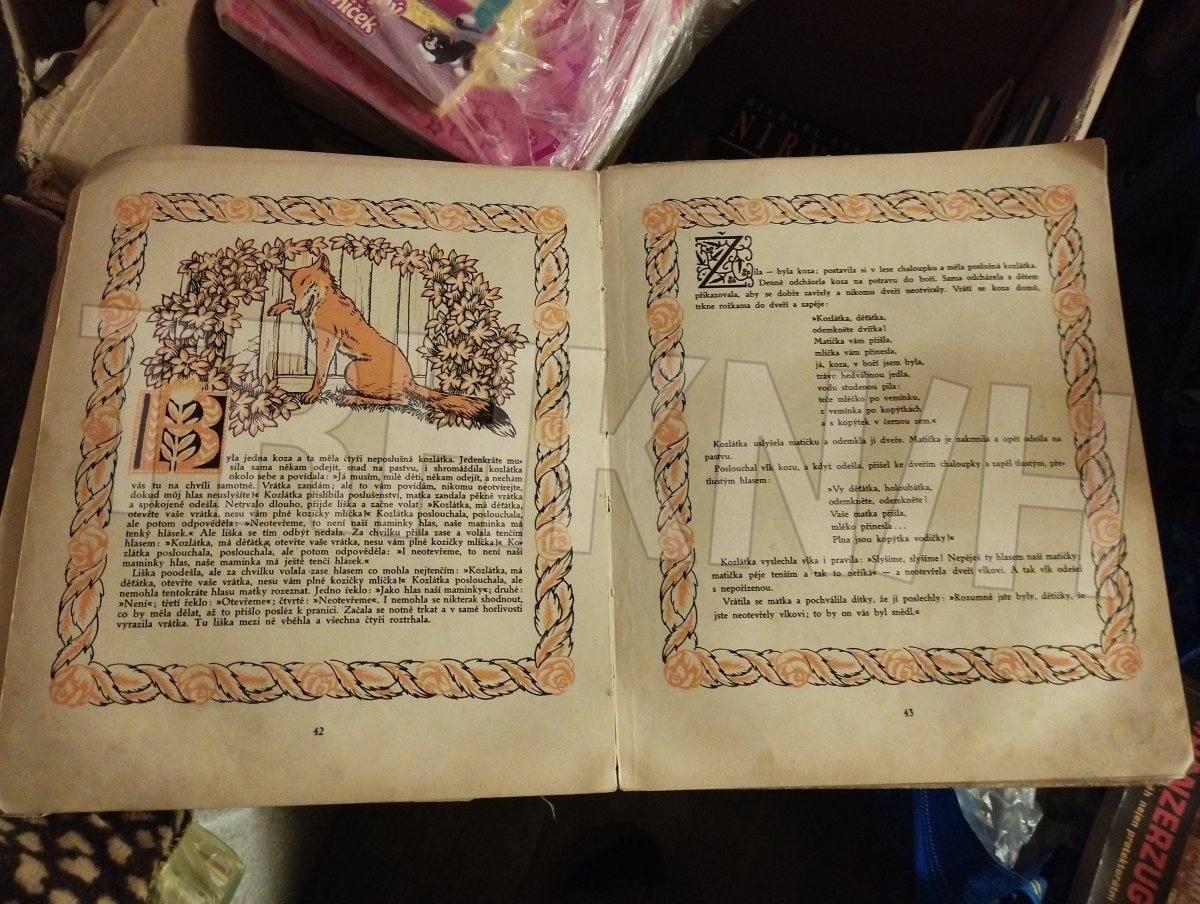 níček
MICHAEL
B
yla jedna koza a ta měla čtyři neposlušná kozlátka. Jedenkráte mu-
sila sama někam odejít, snad na pastvu, i shromáždila kozlátka
okolo sebe a povídala: »Já musím, milé děti, někam odejít, a nechám
vás tu na chvíli samotné. Vrátka zandám; ale to vám povídám, nikomu neotvírejte,
dokud můj hlas neuslyšíte!« Kozlátka přislíbila poslušenství, matka zandala pěkně vrátka
a spokojeně odešla. Netrvalo dlouho, přijde liška a začne volat: »Kozlátka, má děťátka,
otevřte vaše vrátka, nesu vám plné kozičky mlíčka!« Kozlátka poslouchala, poslouchala,
ale potom odpověděla: »Neotevřeme, to není naší maminky hlas, naše maminka má
tenký hlásek.« Ale liška se tím odbýt nedala. Za chvilku přišla zase a volala tenčím
hlasem: »Kozlátka, má děťátka, otevřte vaše vrátka, nesu vám plné kozičky mlíčka!« Ko-
zlátka poslouchala, poslouchala, ale potom odpověděla: »I neotevřeme, to není naší
maminky hlas, naše maminka má ještě tenčí hlásek.«
Liška poodešla, ale za chvilku volala zase hlasem co mohla nejtenčím: »Kozlátka, má
děťátka, otevřte vaše vrátka, nesu vám plné kozičky mlíčka!« Kozlátka poslouchala, ale
nemohla tentokráte hlasu matky rozeznat. Jedno řeklo: »Jako hlas naší maminky«; druhé:
»Není«; třetí řeklo: »Otevřeme«; čtvrté: »Neotevřeme«. I nemohla se nikterak shodnout,
co by měla dělat, až to přišlo posléz k pranici. Začala se notně trkat a v samé horlivosti
vyrazila vrátka. Tu liška mezi ně vběhla a všechna čtyři roztrhala.
42
Ž
ila — byla koza; postavila si v lese chaloupku a měla poslušná kozlátka.
Denně odcházela koza na potravu do boří. Sama odcházela a dětem
přikazovala, aby se dobře zavřely a nikomu dveří neotvíraly. Vrátí se koza domů,
trkne rožkama do dveří a zapěje:
»Kozlátka, děťátka,
odemkněte dvířka!
Matička vám přišla,
mlíčka vám přinesla,
já, koza, v boří jsem byla,
trávu hedvábnou jedla,
vodu studenou pila:
teče mléčko po vemínku,
z vemínka po kopýtkách
a s kopýtek v černou zem.«
Kozlátka uslyšela matičku a odemkla jí dveře. Matička je nakrmila a opět odešla na
pastvu.
Poslouchal vlk kozu, a když odešla, přišel ke dveřím chaloupky a zapěl tlustým, pře-
tlustým hlasem:
»Vy děťátka, holoubátka,
odemkněte, odemkněte!
Vaše matka přišla,
mléko přinesla...
Plna jsou kopýtka vodičky!«
Kozlátka vyslechla vlka i pravila: »Slyšíme, slyšíme! Nepěješ ty hlasem naší matičky;
matička pěje tenším a tak to neříká« — a neotevřela dveří vlkovi. A tak vlk odešel
s nepořízenou.
Vrátila se matka a pochválila dítky, že jí poslechly: »Rozumné jste byly, dětičky, že
jste neotevřely vlkovi; to by on vás byl snědl.«
43
ANZERZUG
nejen protektorátní